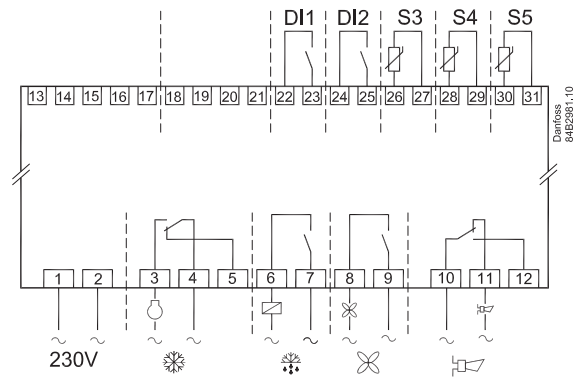 DI1 DI2 S3 S4 S5
13 14 15 16 17 18 19 20 21 22 23 24 25 26 27 28 29 30 31
Danfoss
84B2981.10
1 2 3 4 5 6 7 8 9 10 11 12
230V